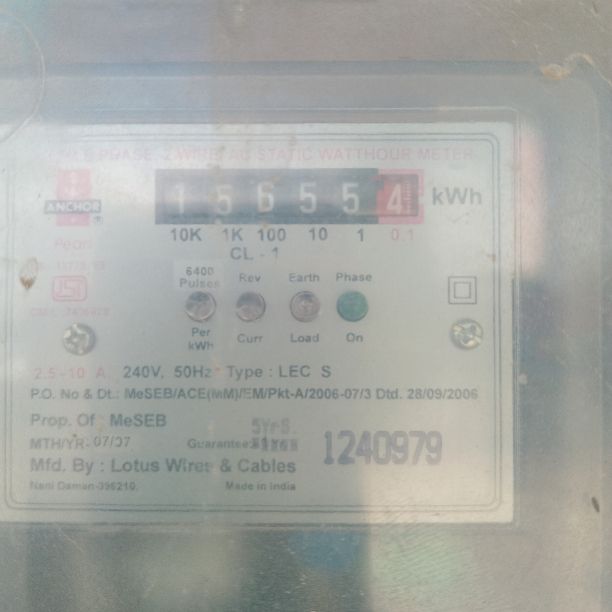 SINGLE PHASE, 2-WIRE AC STATIC WATTHOUR METER
ANCHOR ®
Pearl
1 5 6 5 5 4 kWh
10K 1K 100 10 1 0.1
CL - 1
6400 Pulses Per kWh
Rev Curr
Earth Load
Phase On
ISI
2.5-10 A, 240V, 50Hz Type : LEC S
P.O. No & Dt.: MeSEB/ACE(MM)/EM/Pkt-A/2006-07/3 Dtd. 28/09/2006
Prop. Of : MeSEB
5YrS.
MTH/YR: 07/07 Guarantee:
1240979
Mfd. By : Lotus Wires & Cables
Nani Daman-396210. Made in India